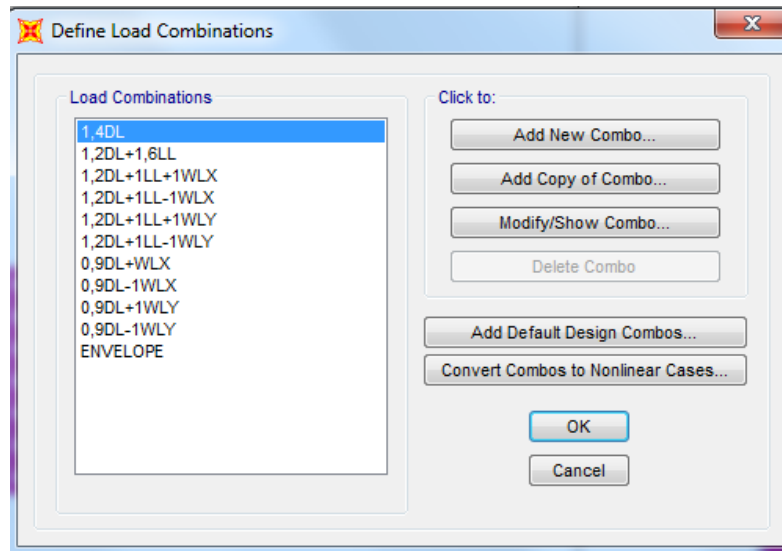 Define Load Combinations
Load Combinations
1,4DL
1,2DL+1,6LL
1,2DL+1LL+1WLX
1,2DL+1LL-1WLX
1,2DL+1LL+1WLY
1,2DL+1LL-1WLY
0,9DL+WLX
0,9DL-1WLX
0,9DL+1WLY
0,9DL-1WLY
ENVELOPE
Click to:
Add New Combo...
Add Copy of Combo...
Modify/Show Combo...
Delete Combo
Add Default Design Combos...
Convert Combos to Nonlinear Cases...
OK
Cancel